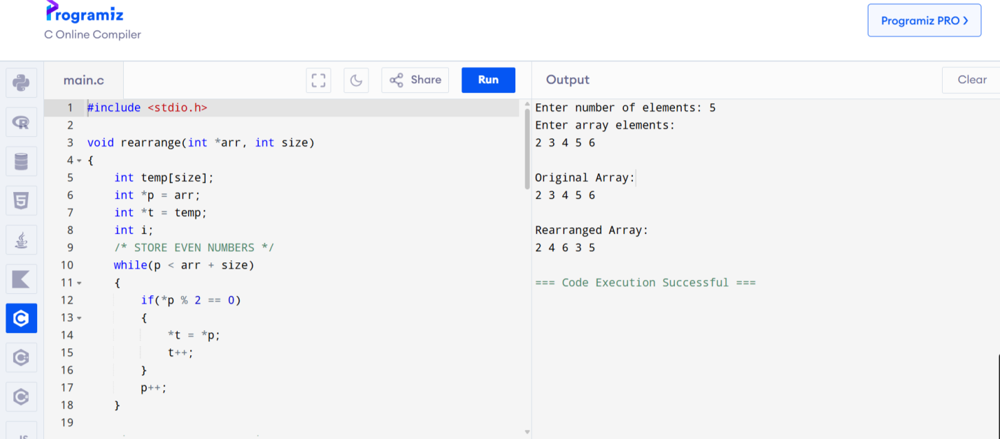 Programiz
C Online Compiler
Programiz PRO >
main.c
Share
Run
Output
Clear
1 #include <stdio.h>
2
3 void rearrange(int *arr, int size)
4 {
5 int temp[size];
6 int *p = arr;
7 int *t = temp;
8 int i;
9 /* STORE EVEN NUMBERS */
10 while(p < arr + size)
11 {
12 if(*p % 2 == 0)
13 {
14 *t = *p;
15 t++;
16 }
17 p++;
18 }
19
Enter number of elements: 5
Enter array elements:
2 3 4 5 6
Original Array:
2 3 4 5 6
Rearranged Array:
2 4 6 3 5
=== Code Execution Successful ===